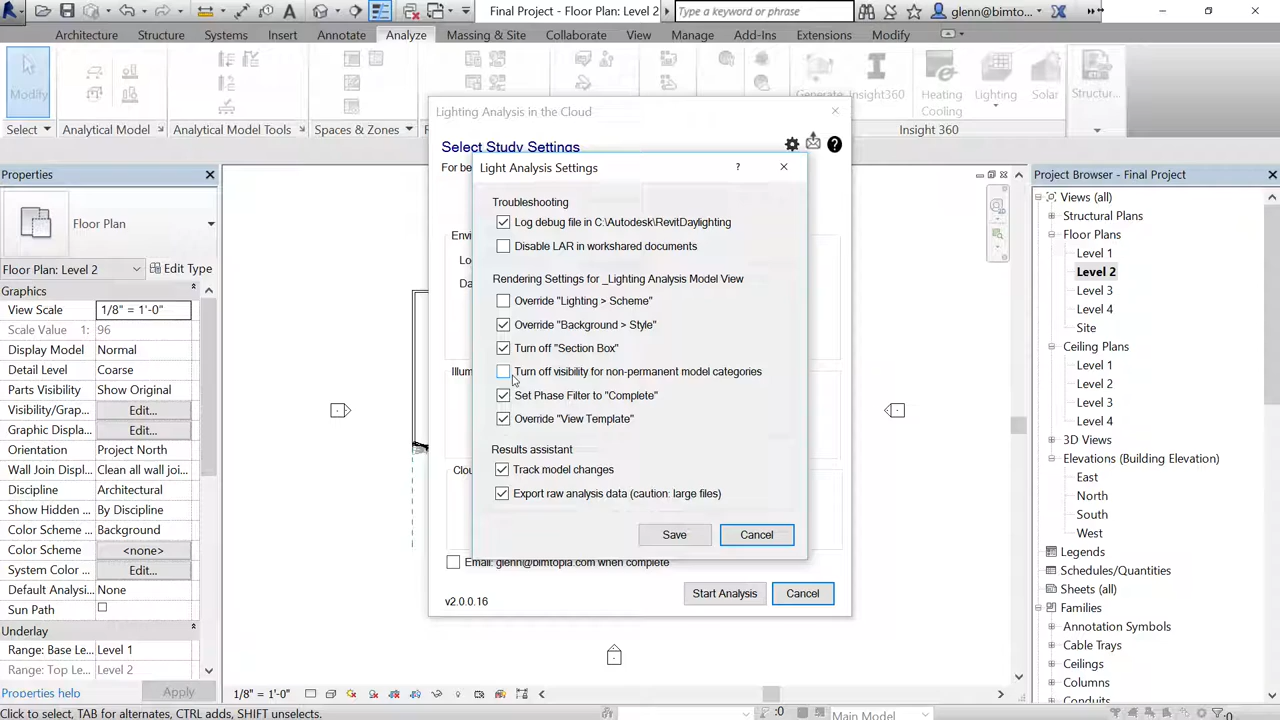 Final Project - Floor Plan: Level 2
Type a keyword or phrase
glenn@bimto...
Architecture
Structure
Systems
Insert
Annotate
Analyze
Massing & Site
Collaborate
View
Manage
Add-Ins
Extensions
Modify
Modify
Generate
Insight360
Heating
Cooling
Lighting
Solar
Structur...
Select
Analytical Model
Analytical Model Tools
Spaces & Zones
Insight 360
Lighting Analysis in the Cloud
Select Study Settings
For be
Envi
Lo
Da
Illum
Clou
Email: glenn@bimtopia.com when complete
v2.0.0.16
Start Analysis
Cancel
Light Analysis Settings
?
Troubleshooting
Log debug file in C:\Autodesk\RevitDaylighting
Disable LAR in workshared documents
Rendering Settings for _Lighting Analysis Model View
Override "Lighting > Scheme"
Override "Background > Style"
Turn off "Section Box"
Turn off visibility for non-permanent model categories
Set Phase Filter to "Complete"
Override "View Template"
Results assistant
Track model changes
Export raw analysis data (caution: large files)
Save
Cancel
Properties
Floor Plan
Floor Plan: Level 2
Edit Type
Graphics
View Scale 1/8" = 1'-0"
Scale Value 1: 96
Display Model Normal
Detail Level Coarse
Parts Visibility Show Original
Visibility/Grap... Edit...
Graphic Displa... Edit...
Orientation Project North
Wall Join Displ... Clean all wall joi...
Discipline Architectural
Show Hidden ... By Discipline
Color Scheme ... Background
Color Scheme <none>
System Color ... Edit...
Default Analysi... None
Sun Path
Underlay
Range: Base Le... Level 1
Range: Top Le... Level 2
Properties help
Apply
1/8" = 1'-0"
Click to select, TAB for alternates, CTRL adds, SHIFT unselects.
:0
Main Model
:0
Project Browser - Final Project
Views (all)
Structural Plans
Floor Plans
Level 1
Level 2
Level 3
Level 4
Site
Ceiling Plans
Level 1
Level 2
Level 3
Level 4
3D Views
Elevations (Building Elevation)
East
North
South
West
Legends
Schedules/Quantities
Sheets (all)
Families
Annotation Symbols
Cable Trays
Ceilings
Columns
Conduits